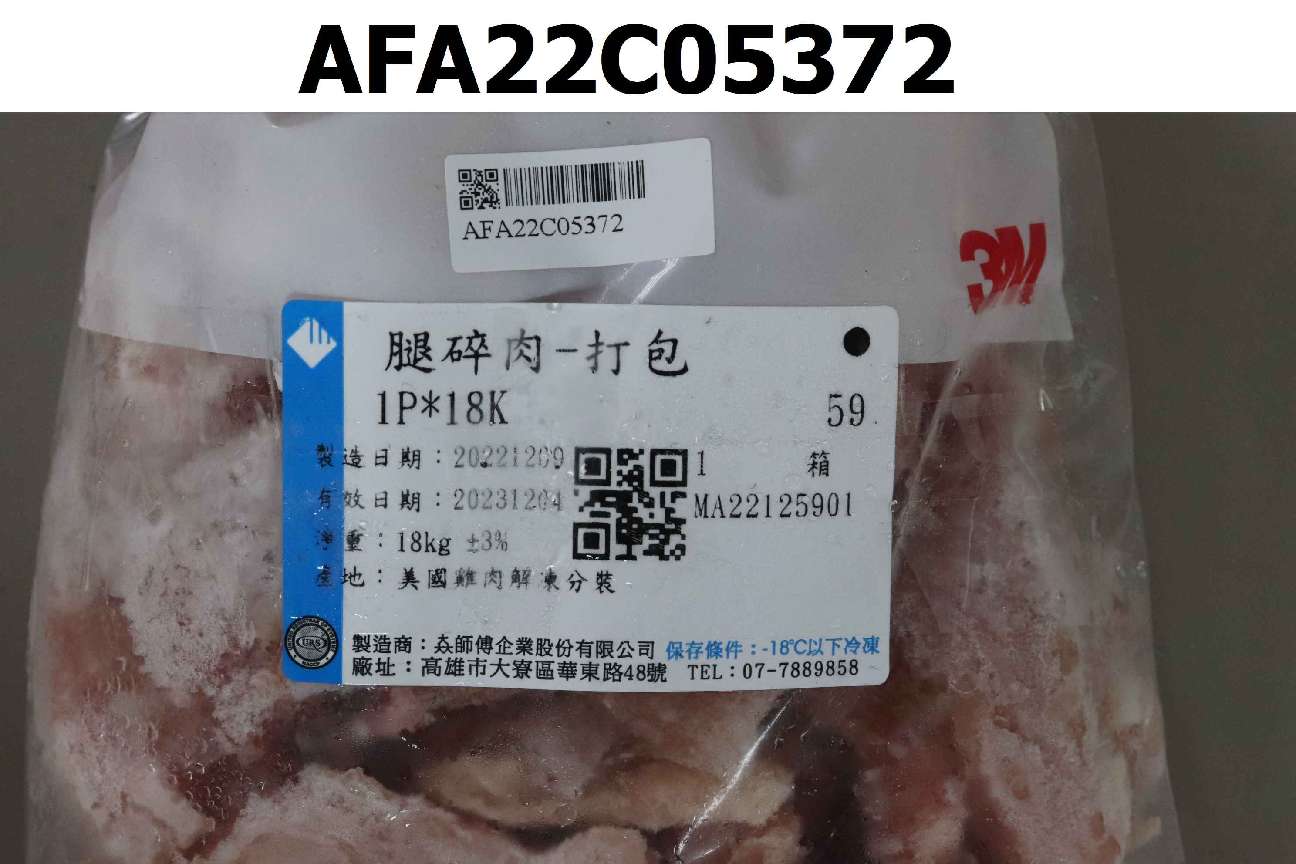 AFA22C05372
AFA22C05372
3M
腿碎肉-打包
1P*18K 59
製造日期：20221209 1 箱
有效日期：20231204 MA22125901
淨重：18kg ±3%
產地：美國雞肉解凍分裝
製造商：猋師傅企業股份有限公司 保存條件：-18℃以下冷凍
廠址：高雄市大寮區華東路48號 TEL：07-7889858